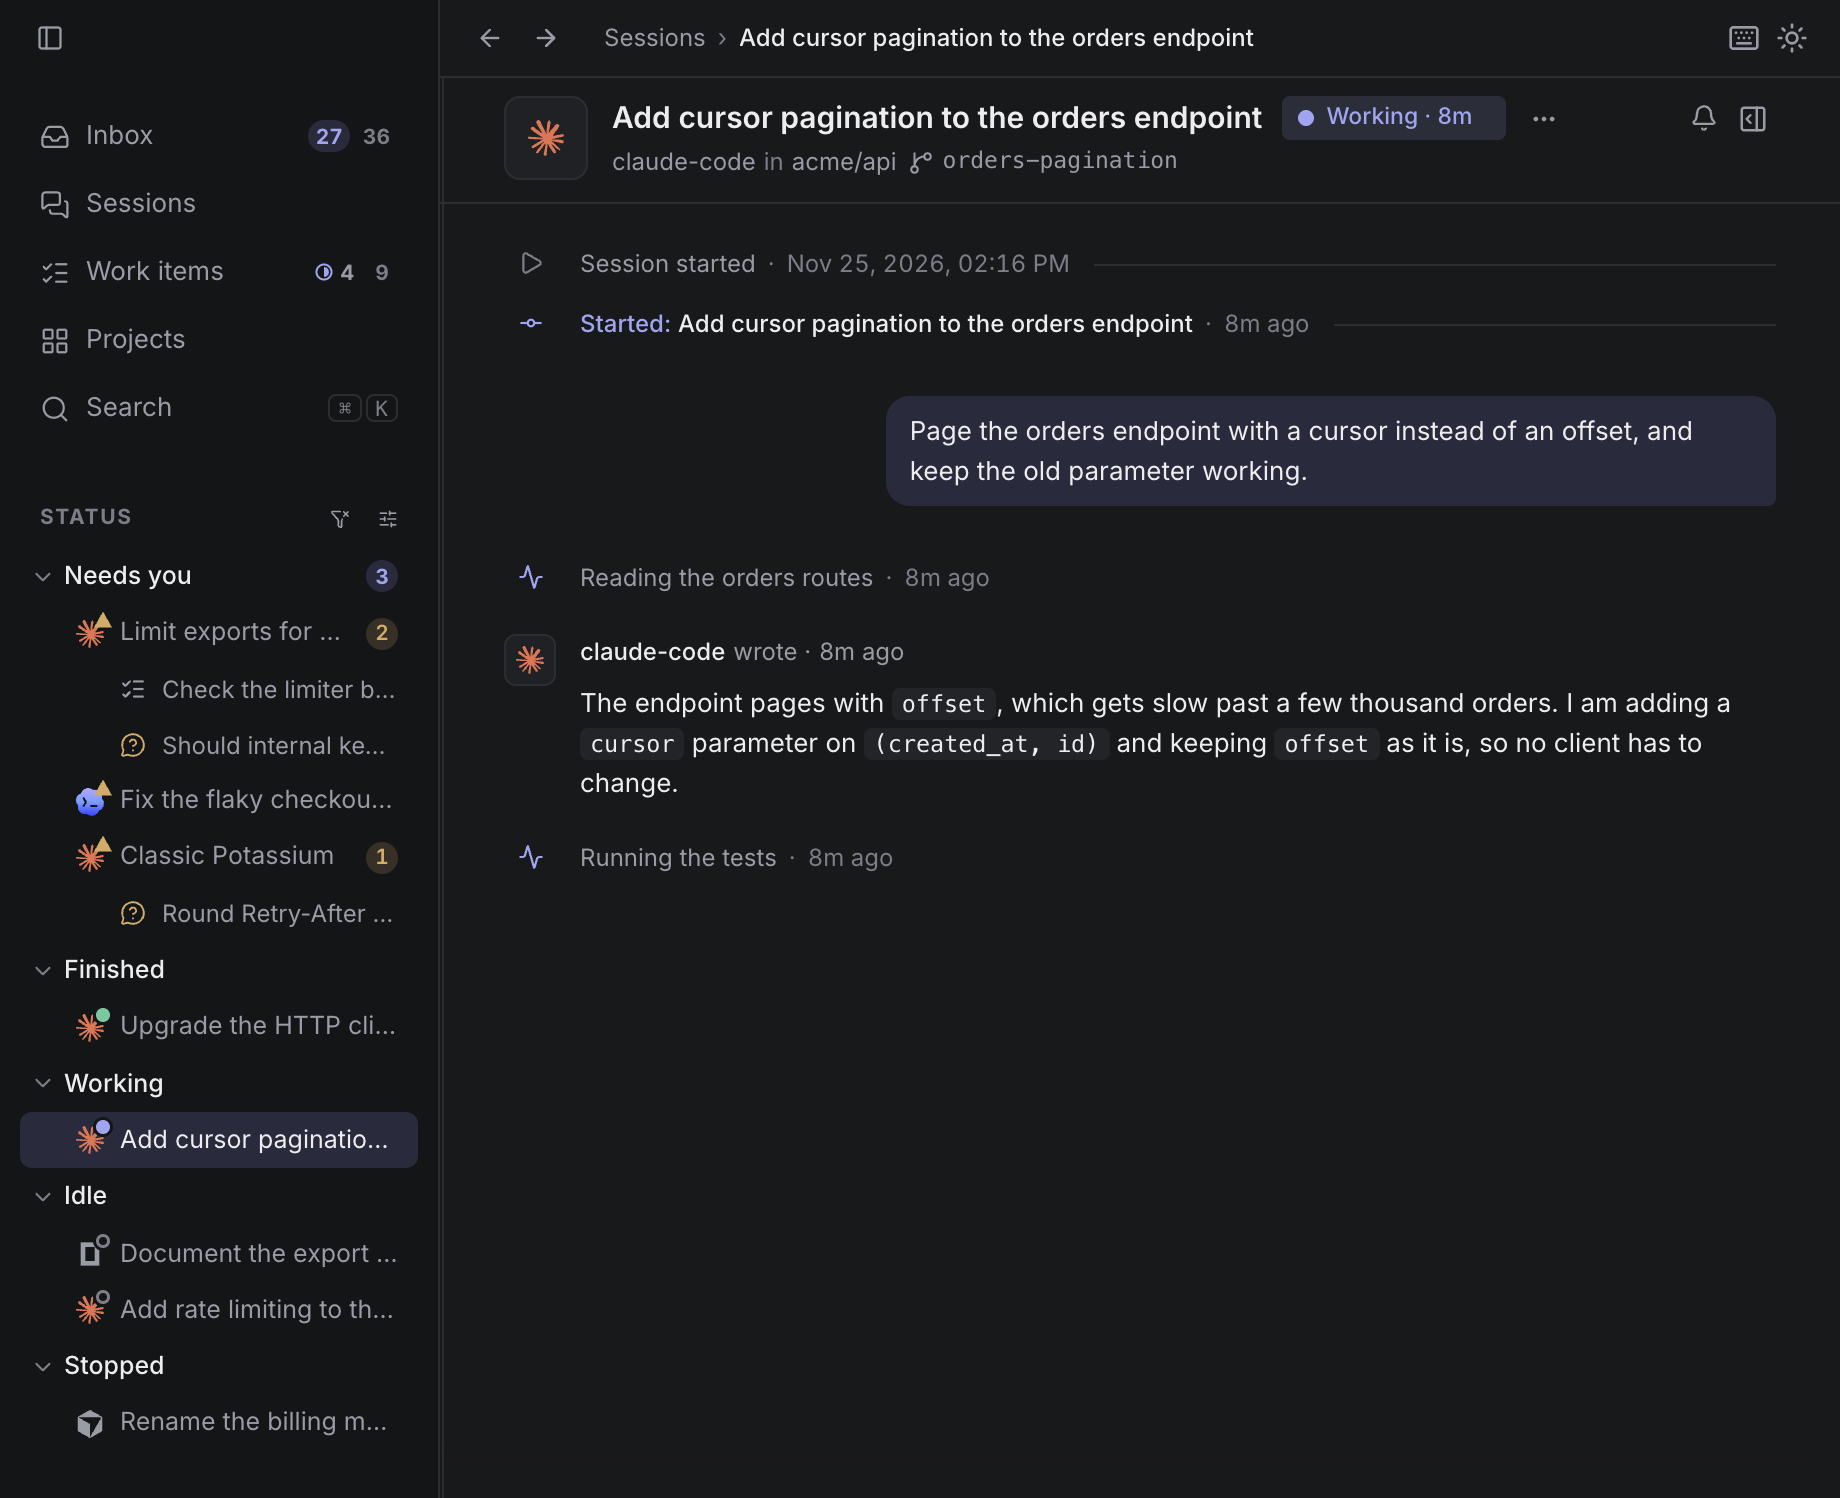 Inbox 27 36
Sessions
Work items 4 9
Projects
Search ⌘ K
STATUS
Needs you 3
Limit exports for ... 2
Check the limiter b...
Should internal ke...
Fix the flaky checkou...
Classic Potassium 1
Round Retry-After ...
Finished
Upgrade the HTTP cli...
Working
Add cursor paginatio...
Idle
Document the export ...
Add rate limiting to th...
Stopped
Rename the billing m...
Sessions › Add cursor pagination to the orders endpoint
Add cursor pagination to the orders endpoint Working · 8m ...
claude-code in acme/api orders-pagination
Session started · Nov 25, 2026, 02:16 PM
Started: Add cursor pagination to the orders endpoint · 8m ago
Page the orders endpoint with a cursor instead of an offset, and
keep the old parameter working.
Reading the orders routes · 8m ago
claude-code wrote · 8m ago
The endpoint pages with offset, which gets slow past a few thousand orders. I am adding a
cursor parameter on (created_at, id) and keeping offset as it is, so no client has to
change.
Running the tests · 8m ago